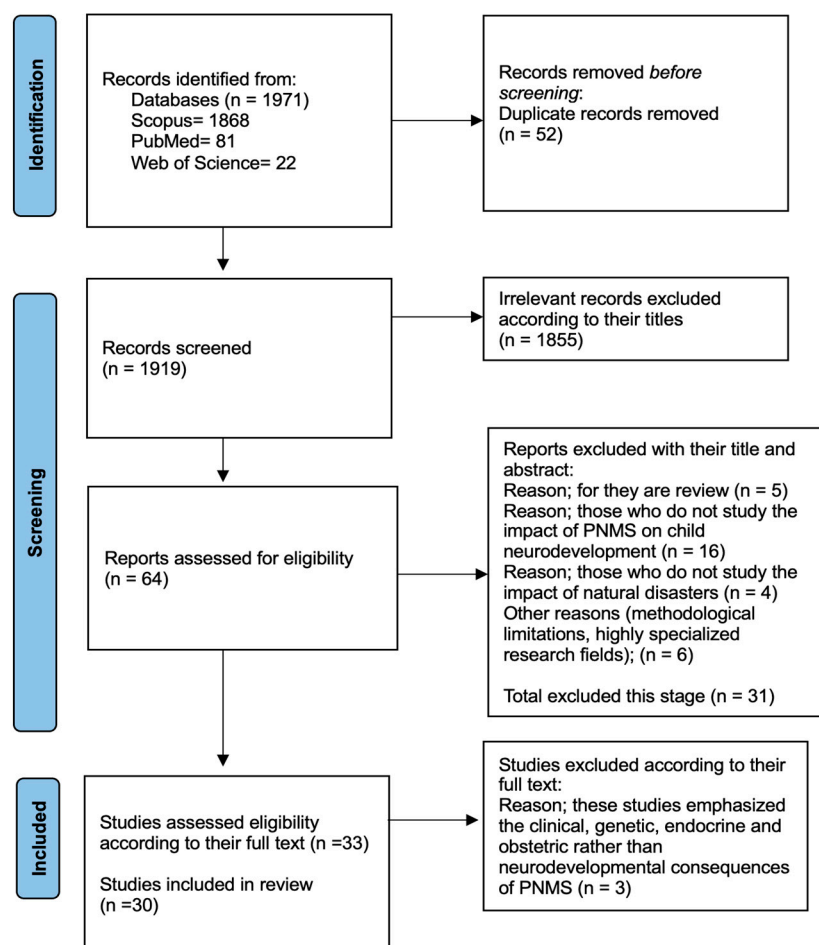 Identification
Records identified from:
Databases (n = 1971)
Scopus= 1868
PubMed= 81
Web of Science= 22
Records removed before
screening:
Duplicate records removed
(n = 52)
Screening
Records screened
(n = 1919)
Irrelevant records excluded
according to their titles
(n = 1855)
Reports assessed for eligibility
(n = 64)
Reports excluded with their title and
abstract:
Reason; for they are review (n = 5)
Reason; those who do not study the
impact of PNMS on child
neurodevelopment (n = 16)
Reason; those who do not study the
impact of natural disasters (n = 4)
Other reasons (methodological
limitations, highly specialized
research fields); (n = 6)
Total excluded this stage (n = 31)
Included
Studies assessed eligibility
according to their full text (n =33)
Studies included in review
(n =30)
Studies excluded according to their
full text:
Reason; these studies emphasized
the clinical, genetic, endocrine and
obstetric rather than
neurodevelopmental consequences
of PNMS (n = 3)